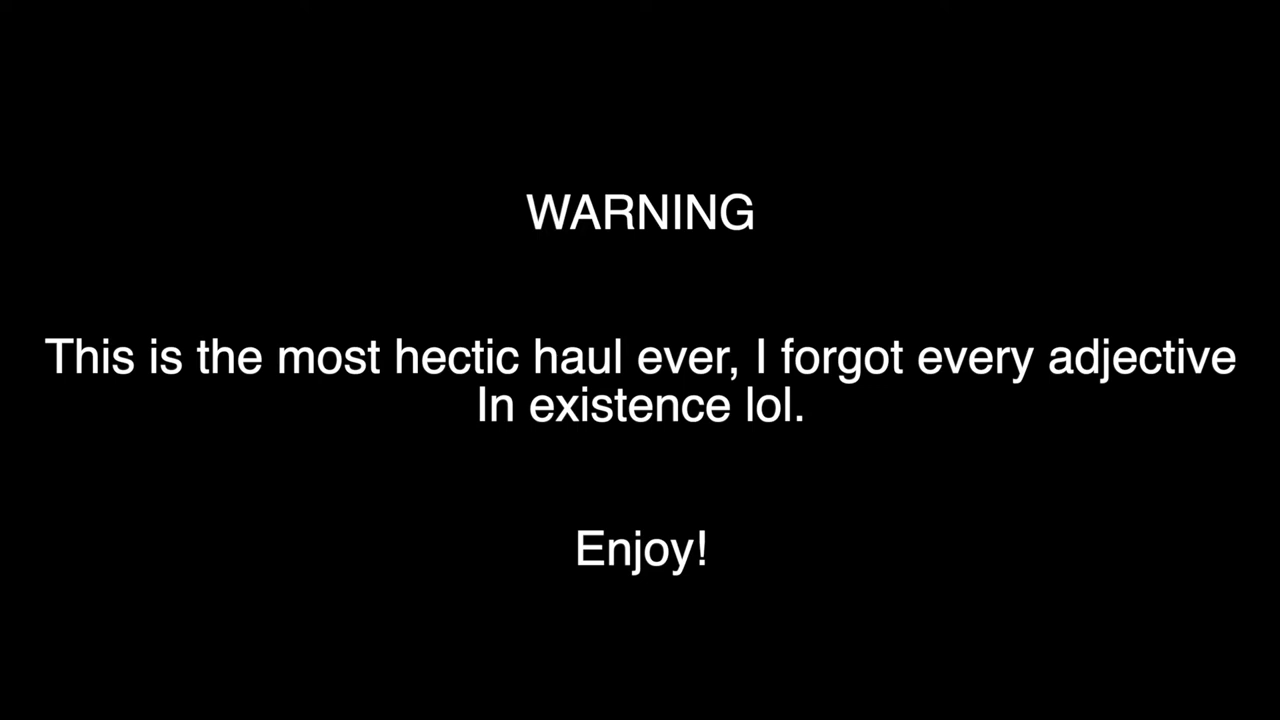 WARNING
This is the most hectic haul ever, I forgot every adjective
In existence lol.
Enjoy!